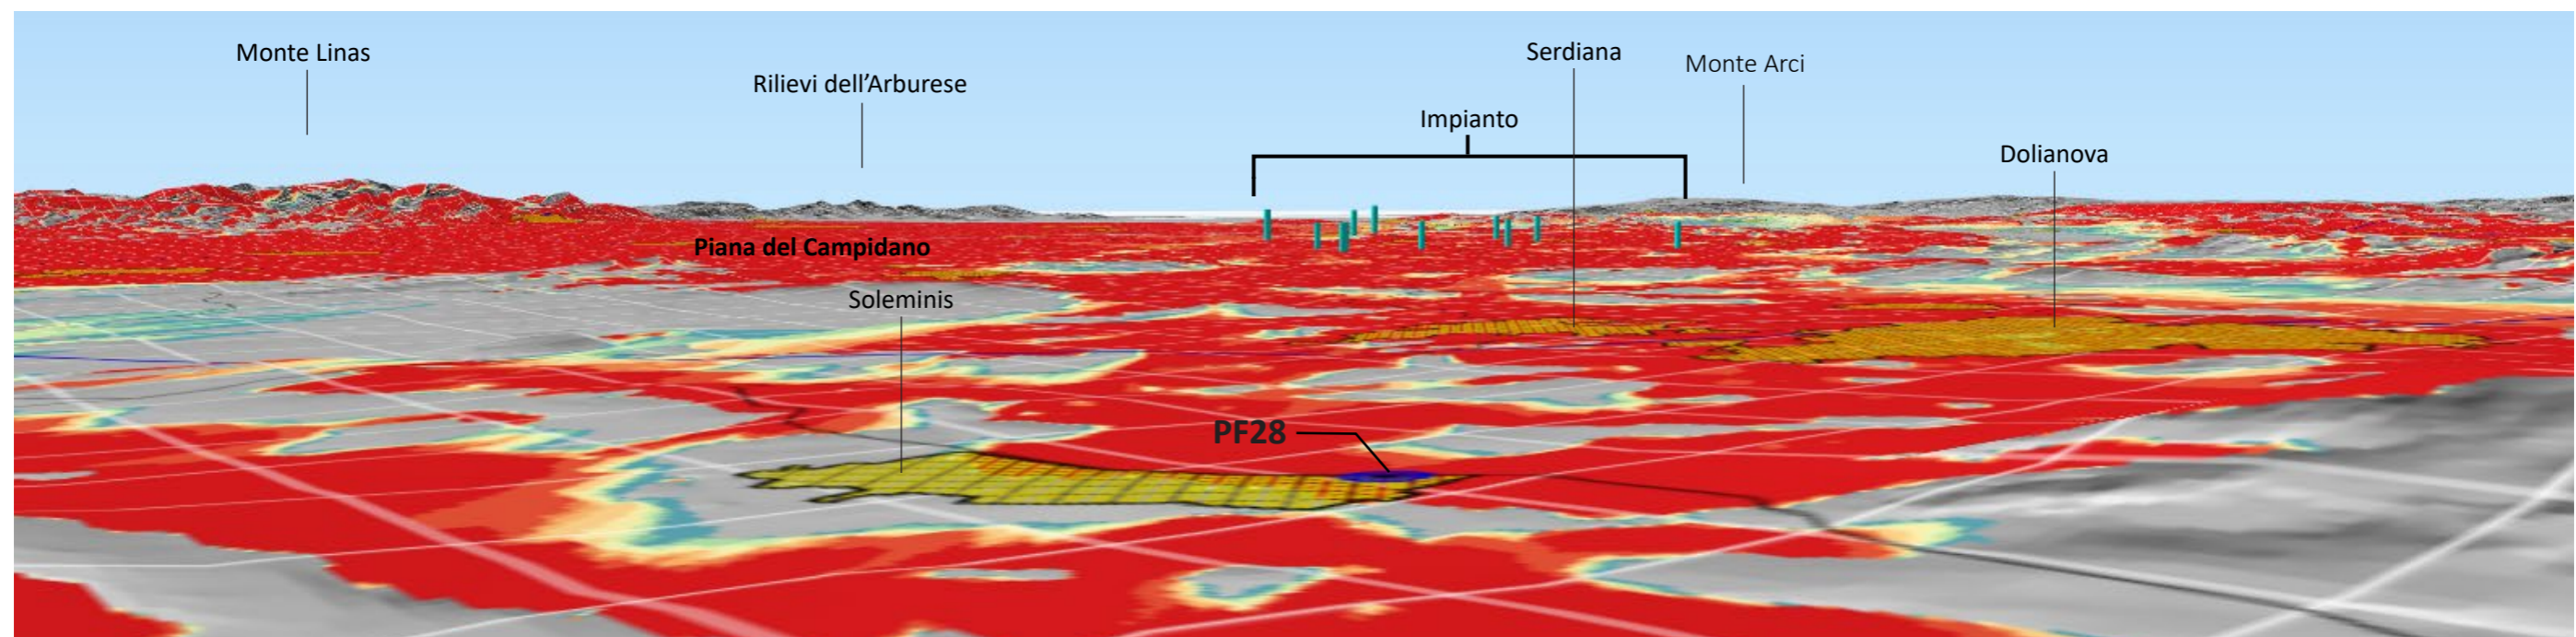 Monte Linas
Rilievi dell'Arburese
Serdiana
Monte Arci
Impianto
Dolianova
Piana del Campidano
Soleminis
PF28